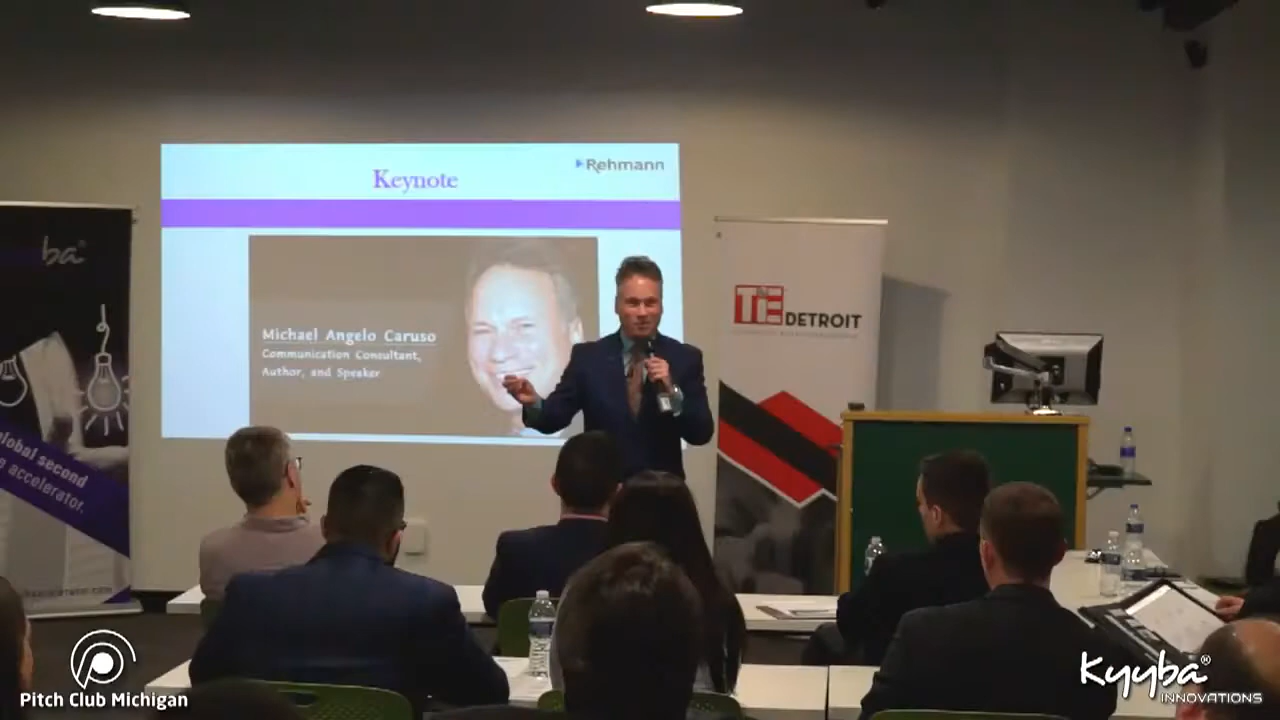 Rehmann
Keynote
Michael Angelo Caruso
Communication Consultant,
Author, and Speaker
ba®
global second
accelerator.
TiE DETROIT
Pitch Club Michigan
Kyyba®
INNOVATIONS